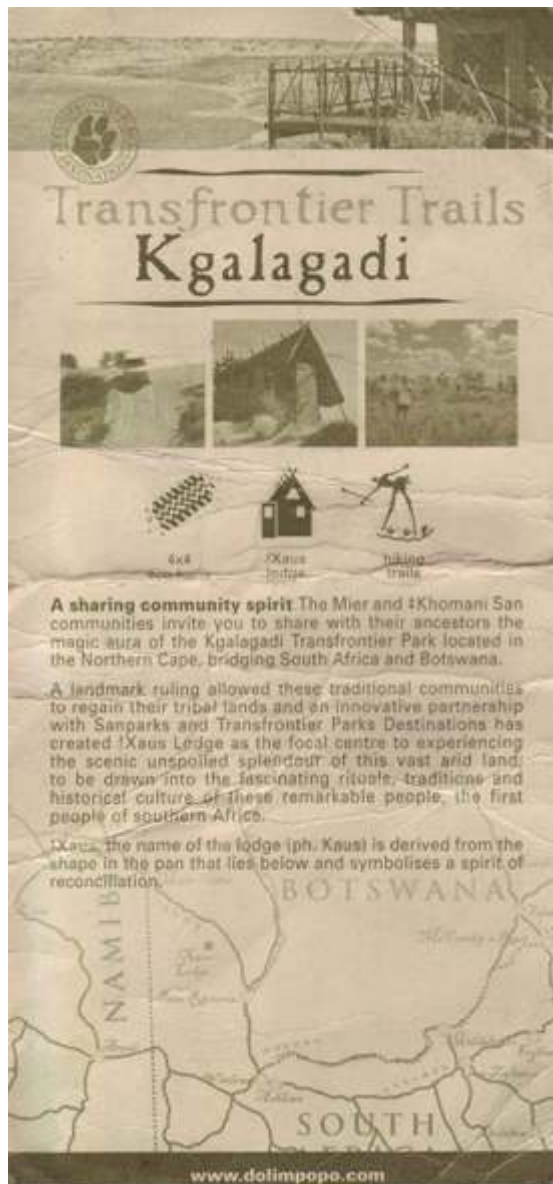 Transfrontier Trails
Kgalagadi
4x4
!Xaus
lodge
hiking
trails
A sharing community spirit The Mier and ‡Khomani San
communities invite you to share with their ancestors the
magic aura of the Kgalagadi Transfrontier Park located in
the Northern Cape, bridging South Africa and Botswana.
A landmark ruling allowed these traditional communities
to regain their tribal lands and an innovative partnership
with Sanparks and Transfrontier Parks Destinations has
created !Xaus Lodge as the focal centre to experiencing
the scenic unspoiled splendour of this vast arid land;
to be drawn into the fascinating rituals, traditions and
historical culture of these remarkable people, the first
people of southern Africa.
!Xaus, the name of the lodge (ph. Kaus) is derived from the
shape in the pan that lies below and symbolises a spirit of
reconciliation.
BOTSWANA
NAMIB
SOUTH
www.dolimpopo.com